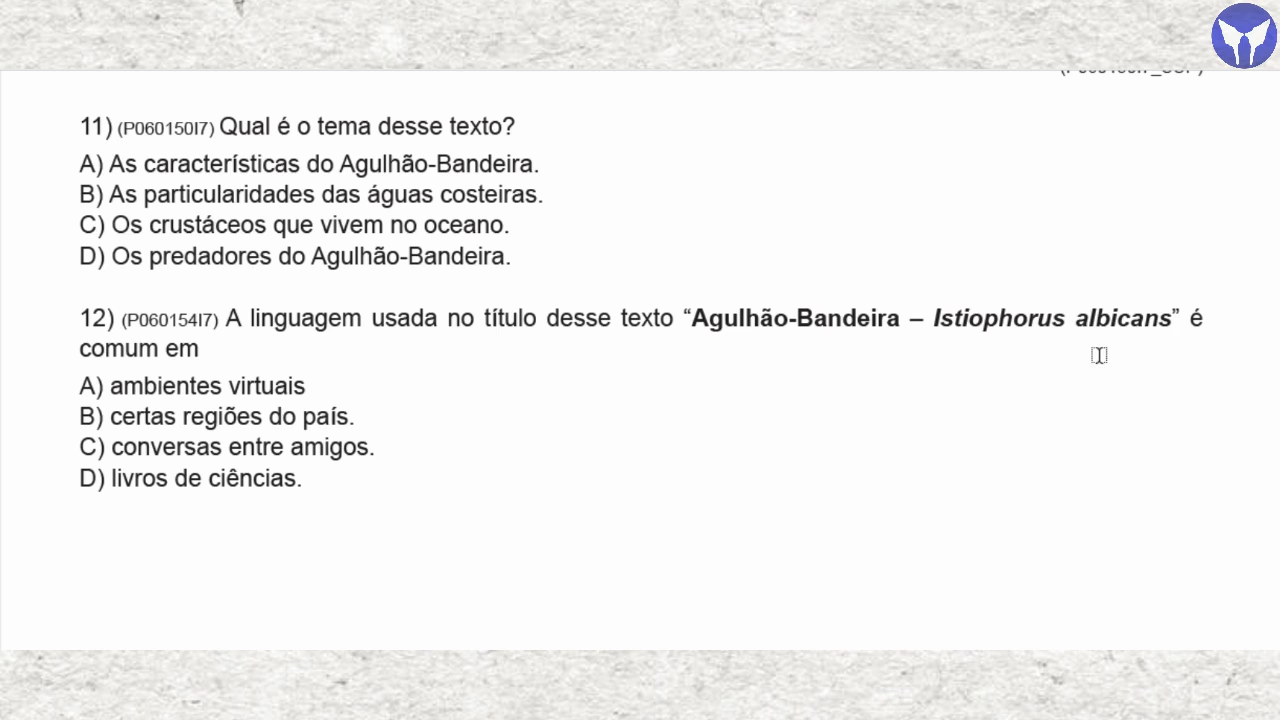 11) (P060150I7) Qual é o tema desse texto?
A) As características do Agulhão-Bandeira.
B) As particularidades das águas costeiras.
C) Os crustáceos que vivem no oceano.
D) Os predadores do Agulhão-Bandeira.
12) (P060154I7) A linguagem usada no título desse texto “Agulhão-Bandeira – Istiophorus albicans” é
comum em
A) ambientes virtuais
B) certas regiões do país.
C) conversas entre amigos.
D) livros de ciências.